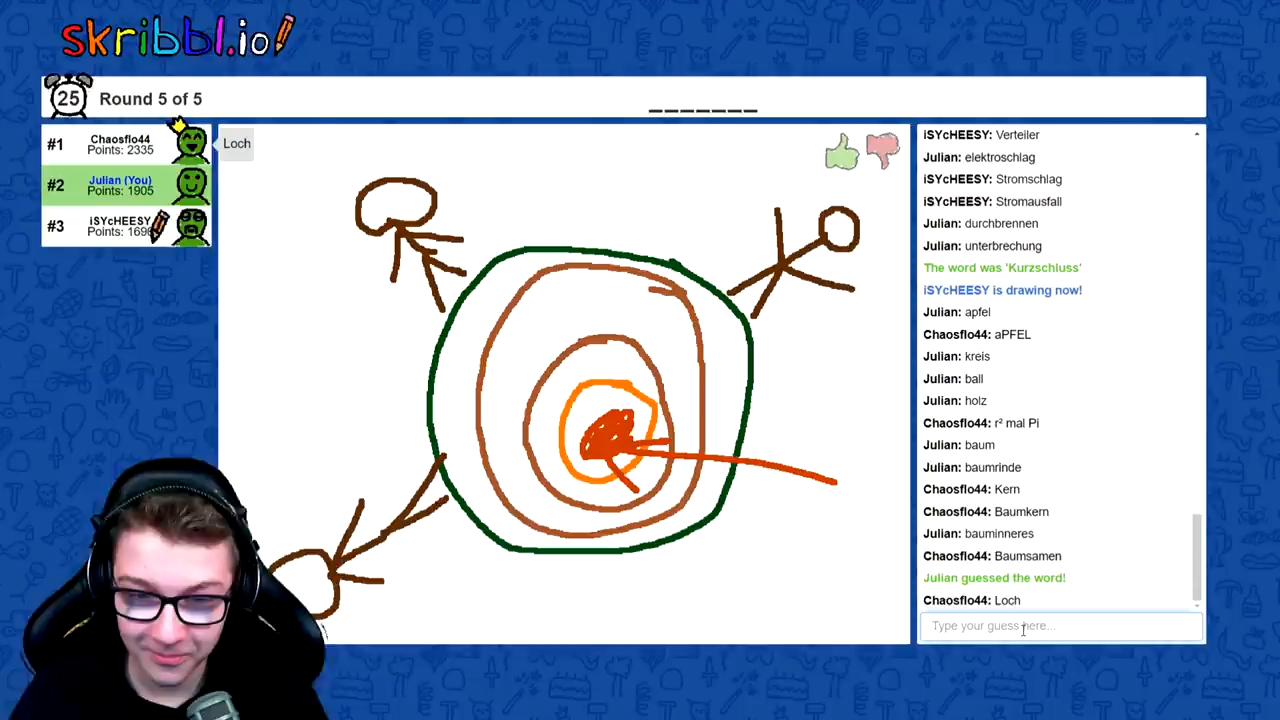 skribbl.io
25
Round 5 of 5
_______
#1
Chaosflo44
Points: 2335
Loch
#2
Julian (You)
Points: 1905
#3
iSYcHEESY
Points: 169
iSYcHEESY: Verteiler
Julian: elektroschlag
iSYcHEESY: Stromschlag
iSYcHEESY: Stromausfall
Julian: durchbrennen
Julian: unterbrechung
The word was 'Kurzschluss'
iSYcHEESY is drawing now!
Julian: apfel
Chaosflo44: aPFEL
Julian: kreis
Julian: ball
Julian: holz
Chaosflo44: r² mal Pi
Julian: baum
Julian: baumrinde
Chaosflo44: Kern
Chaosflo44: Baumkern
Julian: bauminneres
Chaosflo44: Baumsamen
Julian guessed the word!
Chaosflo44: Loch
Type your guess here...